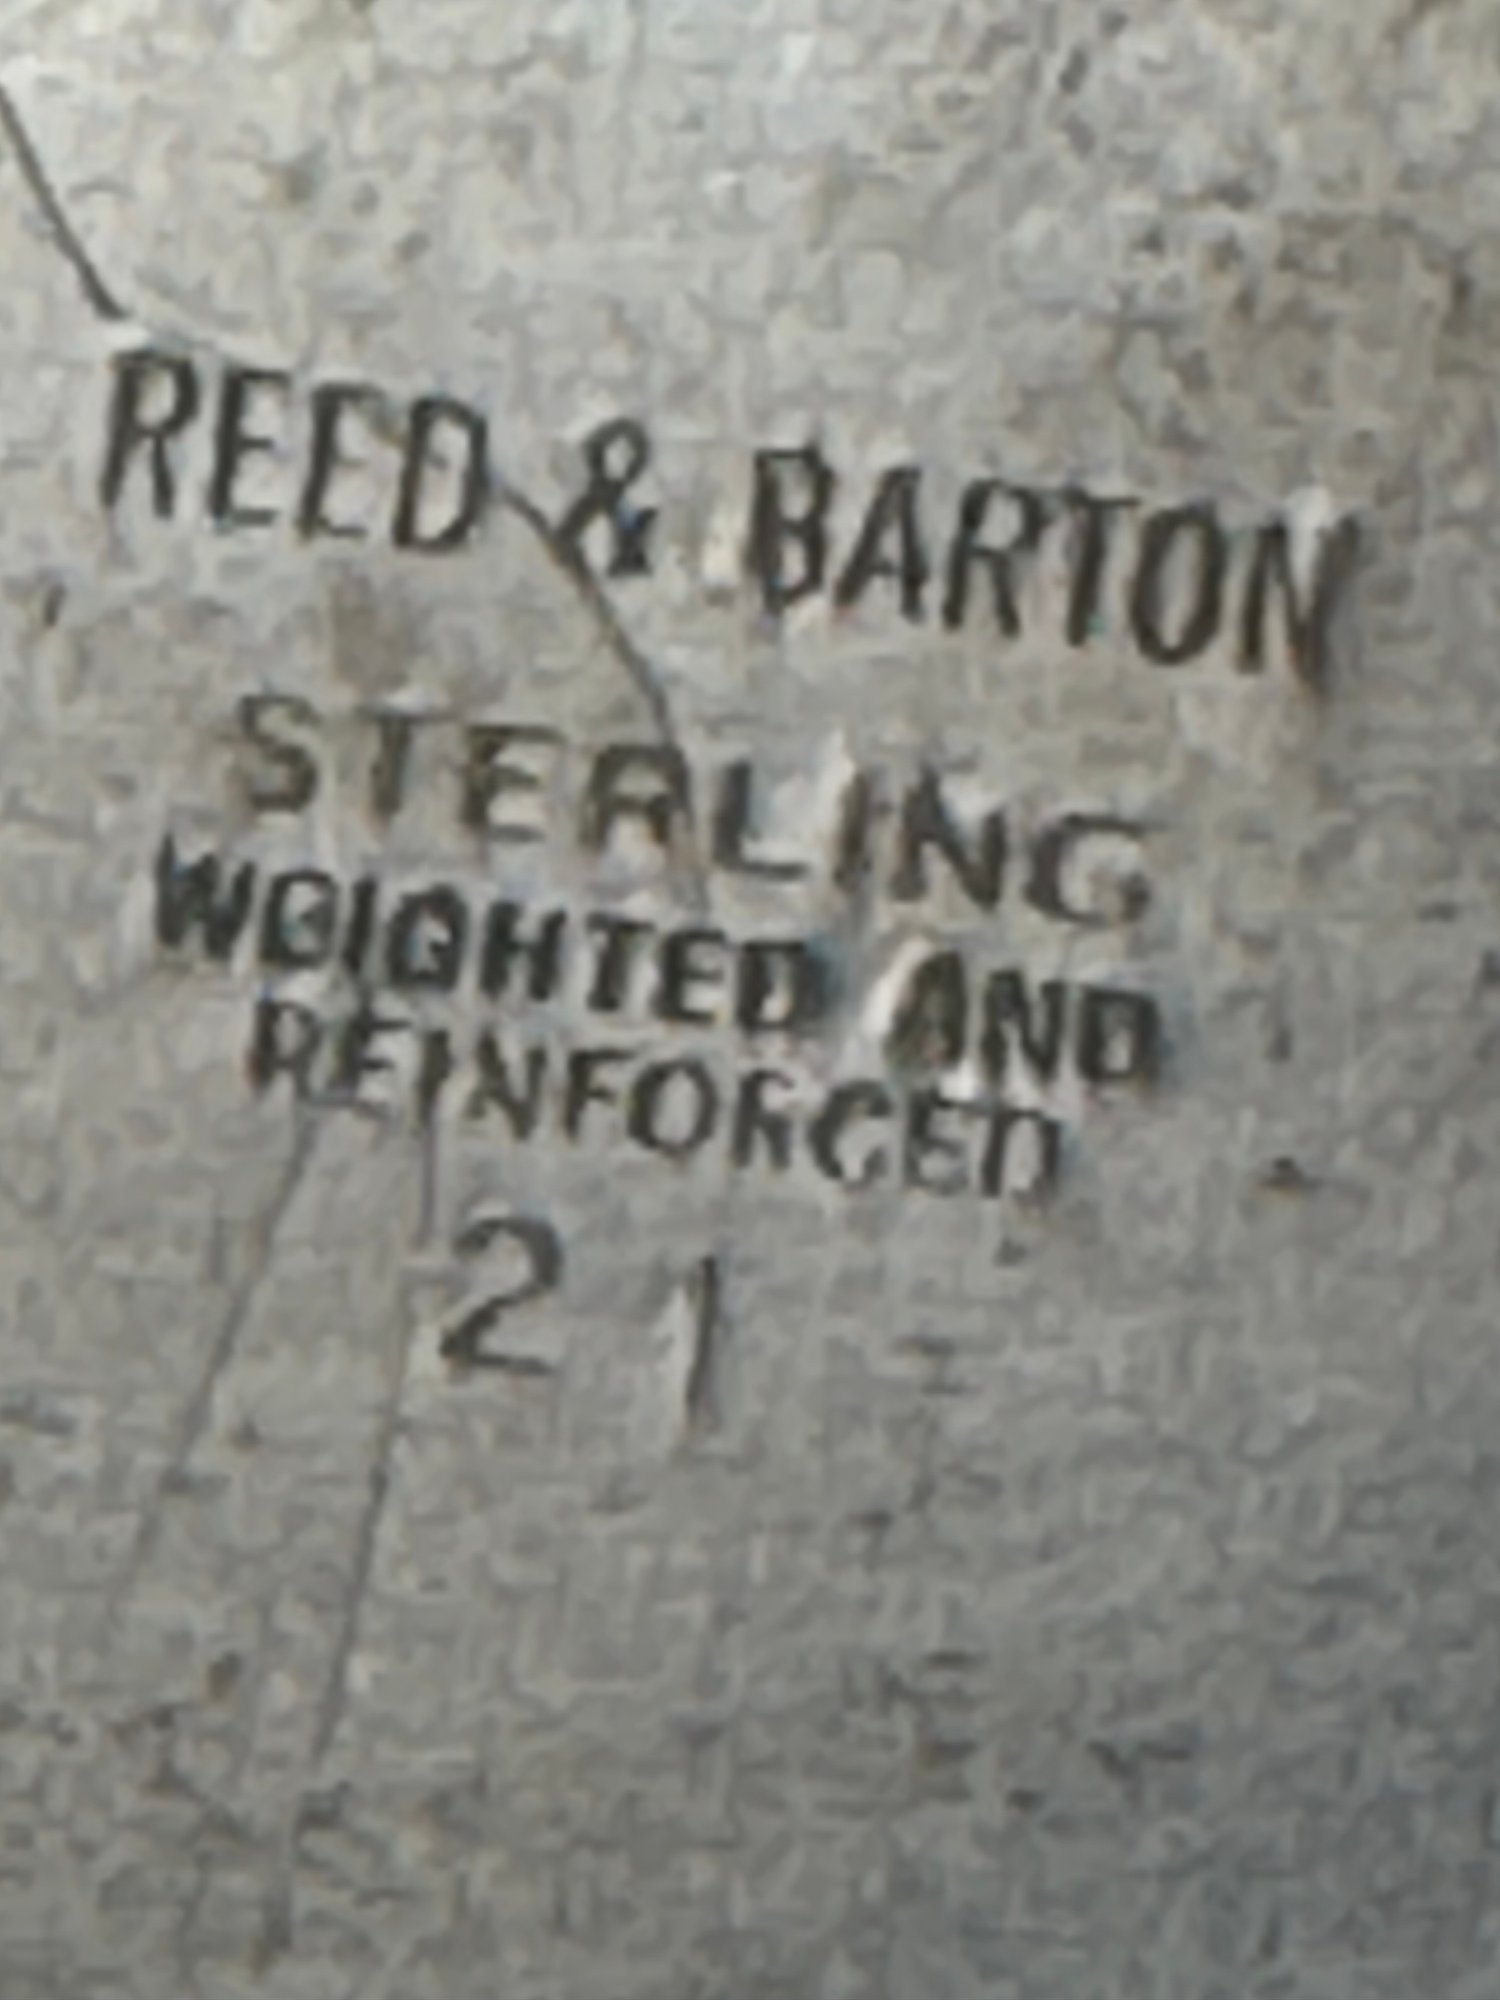 REED & BARTON
STERLING
WEIGHTED AND
REINFORCED
21